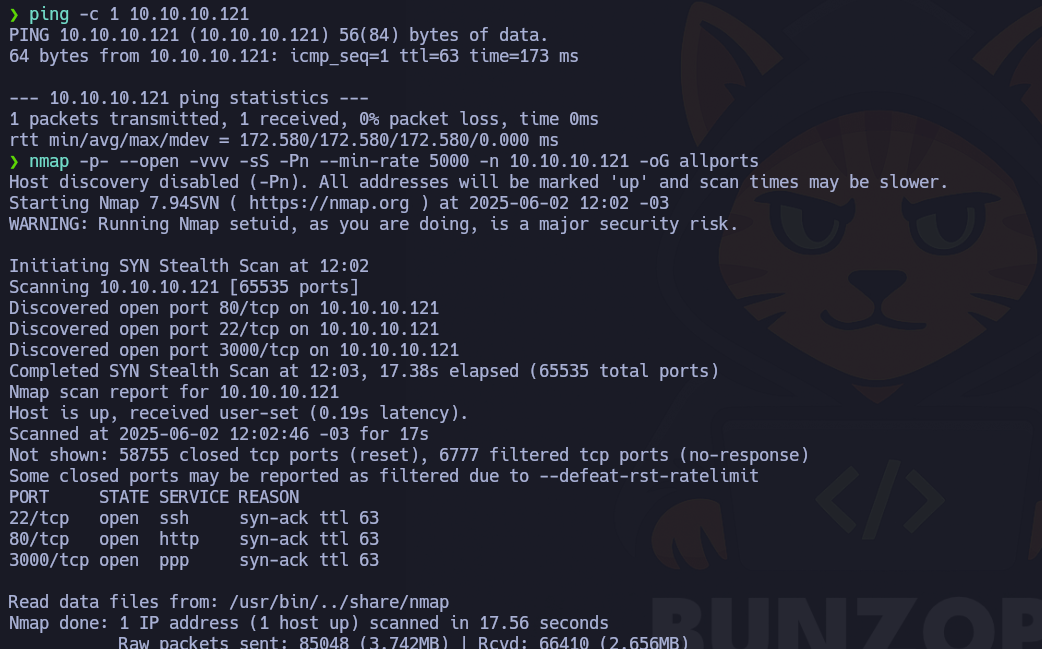 ❯ ping -c 1 10.10.10.121
PING 10.10.10.121 (10.10.10.121) 56(84) bytes of data.
64 bytes from 10.10.10.121: icmp_seq=1 ttl=63 time=173 ms
--- 10.10.10.121 ping statistics ---
1 packets transmitted, 1 received, 0% packet loss, time 0ms
rtt min/avg/max/mdev = 172.580/172.580/172.580/0.000 ms
❯ nmap -p- --open -vvv -sS -Pn --min-rate 5000 -n 10.10.10.121 -oG allports
Host discovery disabled (-Pn). All addresses will be marked 'up' and scan times may be slower.
Starting Nmap 7.94SVN ( https://nmap.org ) at 2025-06-02 12:02 -03
WARNING: Running Nmap setuid, as you are doing, is a major security risk.
Initiating SYN Stealth Scan at 12:02
Scanning 10.10.10.121 [65535 ports]
Discovered open port 80/tcp on 10.10.10.121
Discovered open port 22/tcp on 10.10.10.121
Discovered open port 3000/tcp on 10.10.10.121
Completed SYN Stealth Scan at 12:03, 17.38s elapsed (65535 total ports)
Nmap scan report for 10.10.10.121
Host is up, received user-set (0.19s latency).
Scanned at 2025-06-02 12:02:46 -03 for 17s
Not shown: 58755 closed tcp ports (reset), 6777 filtered tcp ports (no-response)
Some closed ports may be reported as filtered due to --defeat-rst-ratelimit
PORT     STATE SERVICE REASON
22/tcp   open  ssh     syn-ack ttl 63
80/tcp   open  http    syn-ack ttl 63
3000/tcp open  ppp     syn-ack ttl 63
</>
Read data files from: /usr/bin/../share/nmap
Nmap done: 1 IP address (1 host up) scanned in 17.56 seconds
Raw packets sent: 85048 (3.742MB) | Rcvd: 66410 (2.656MB)
BUNZOP